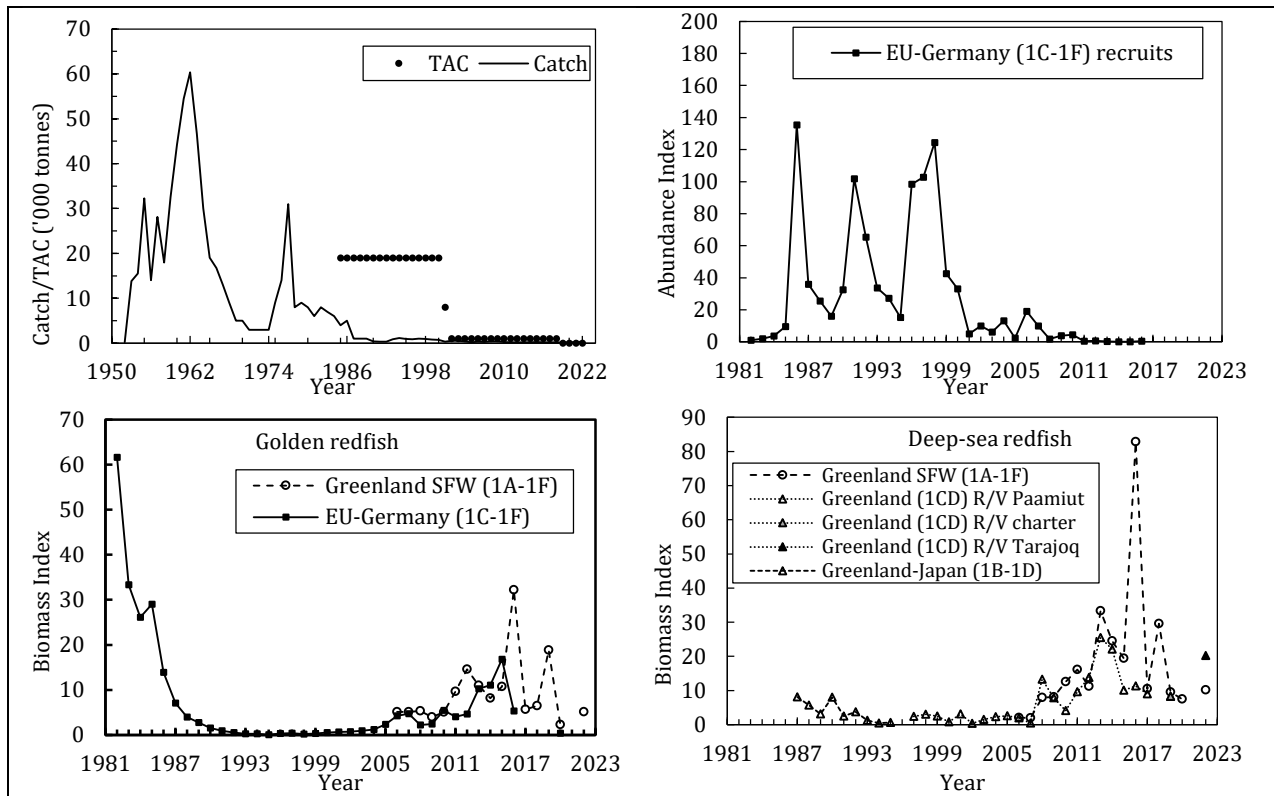 70
60
50
40
30
20
10
0
Catch/TAC ('000 tonnes)
TAC Catch
1950 1962 1974 1986 1998 2010 2022
Year
200
180
160
140
120
100
80
60
40
20
0
Abundance Index
EU-Germany (1C-1F) recruits
1981 1987 1993 1999 2005 2011 2017 2023
Year
70
60
50
40
30
20
10
0
Biomass Index
Golden redfish
Greenland SFW (1A-1F)
EU-Germany (1C-1F)
1981 1987 1993 1999 2005 2011 2017 2023
Year
90
80
70
60
50
40
30
20
10
0
Biomass Index
Deep-sea redfish
Greenland SFW (1A-1F)
Greenland (1CD) R/V Paamiut
Greenland (1CD) R/V charter
Greenland (1CD) R/V Tarajoq
Greenland-Japan (1B-1D)
1981 1987 1993 1999 2005 2011 2017 2023
Year